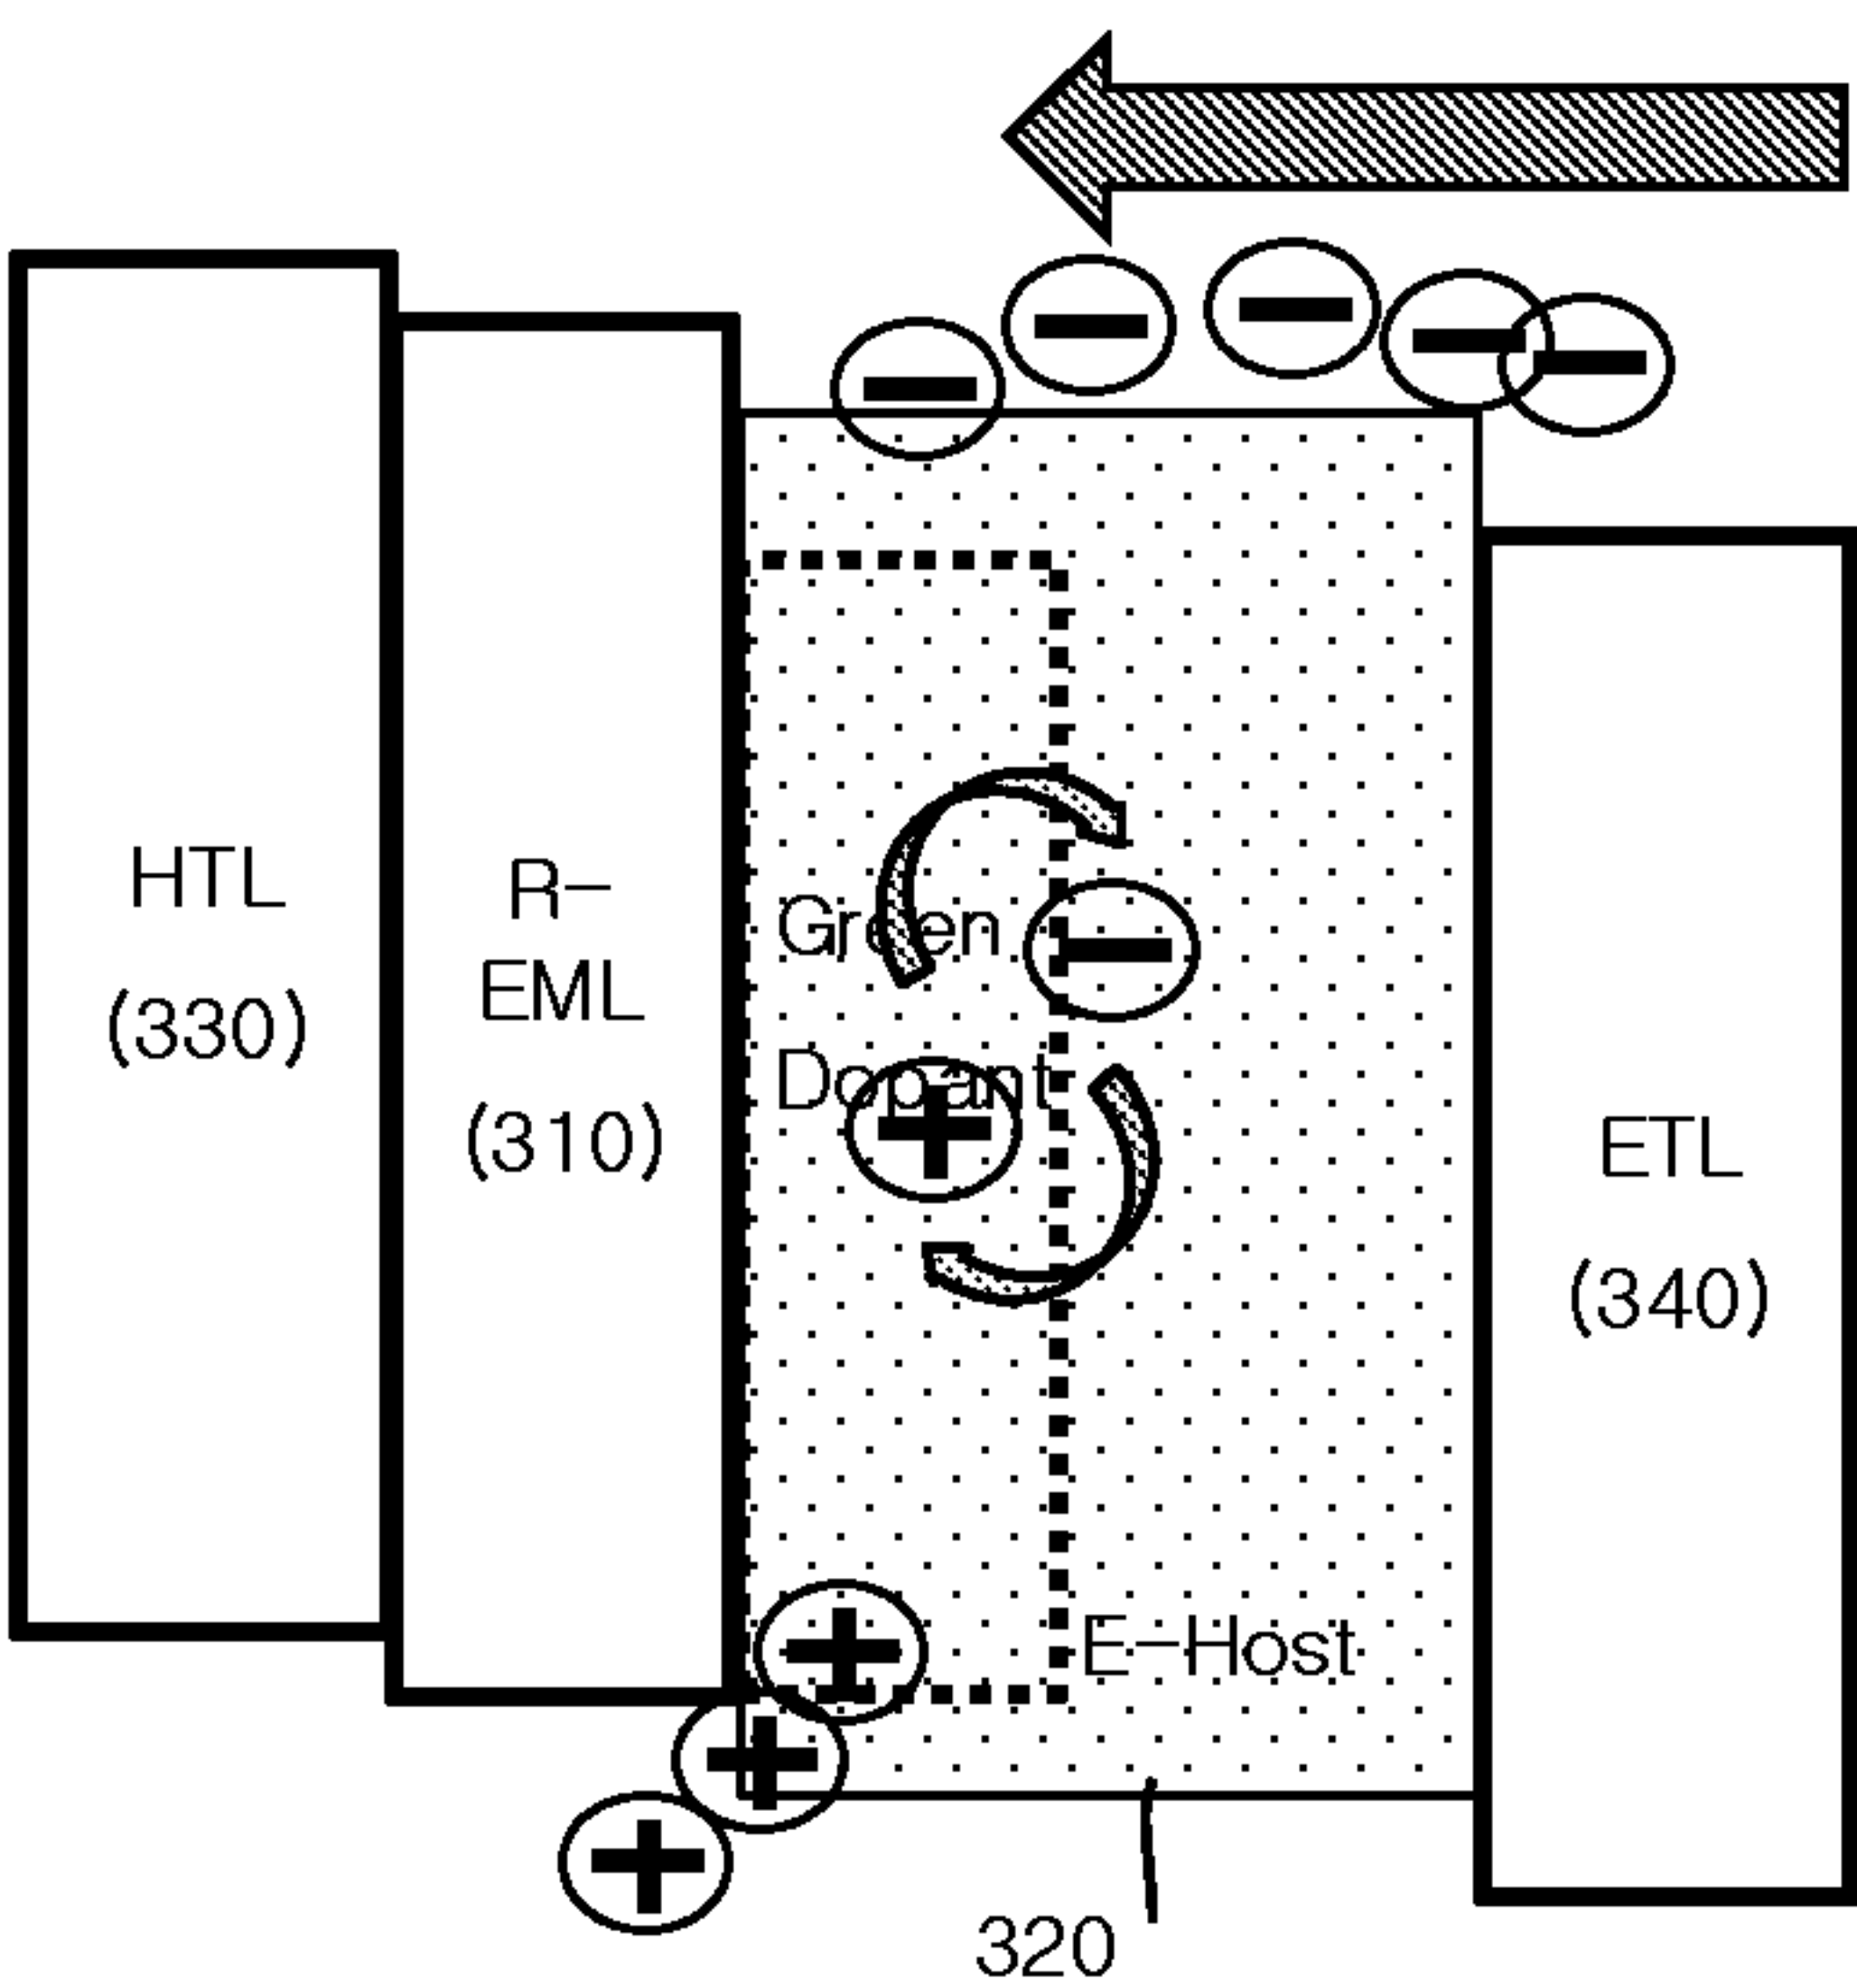 HTL
(330)
R-
EML
(310)
Green
Dopant
E-Host
ETL
(340)
320